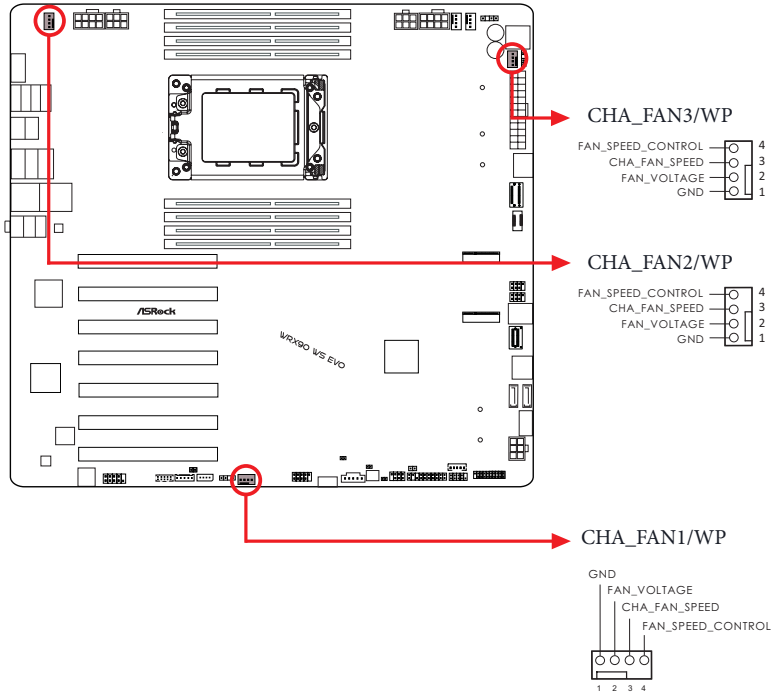 CHA_FAN3/WP
FAN_SPEED_CONTROL 4
CHA_FAN_SPEED 3
FAN_VOLTAGE 2
GND 1
CHA_FAN2/WP
FAN_SPEED_CONTROL 4
CHA_FAN_SPEED 3
FAN_VOLTAGE 2
GND 1
ASRock
WRX90 WS EVO
CHA_FAN1/WP
GND
FAN_VOLTAGE
CHA_FAN_SPEED
FAN_SPEED_CONTROL
1 2 3 4